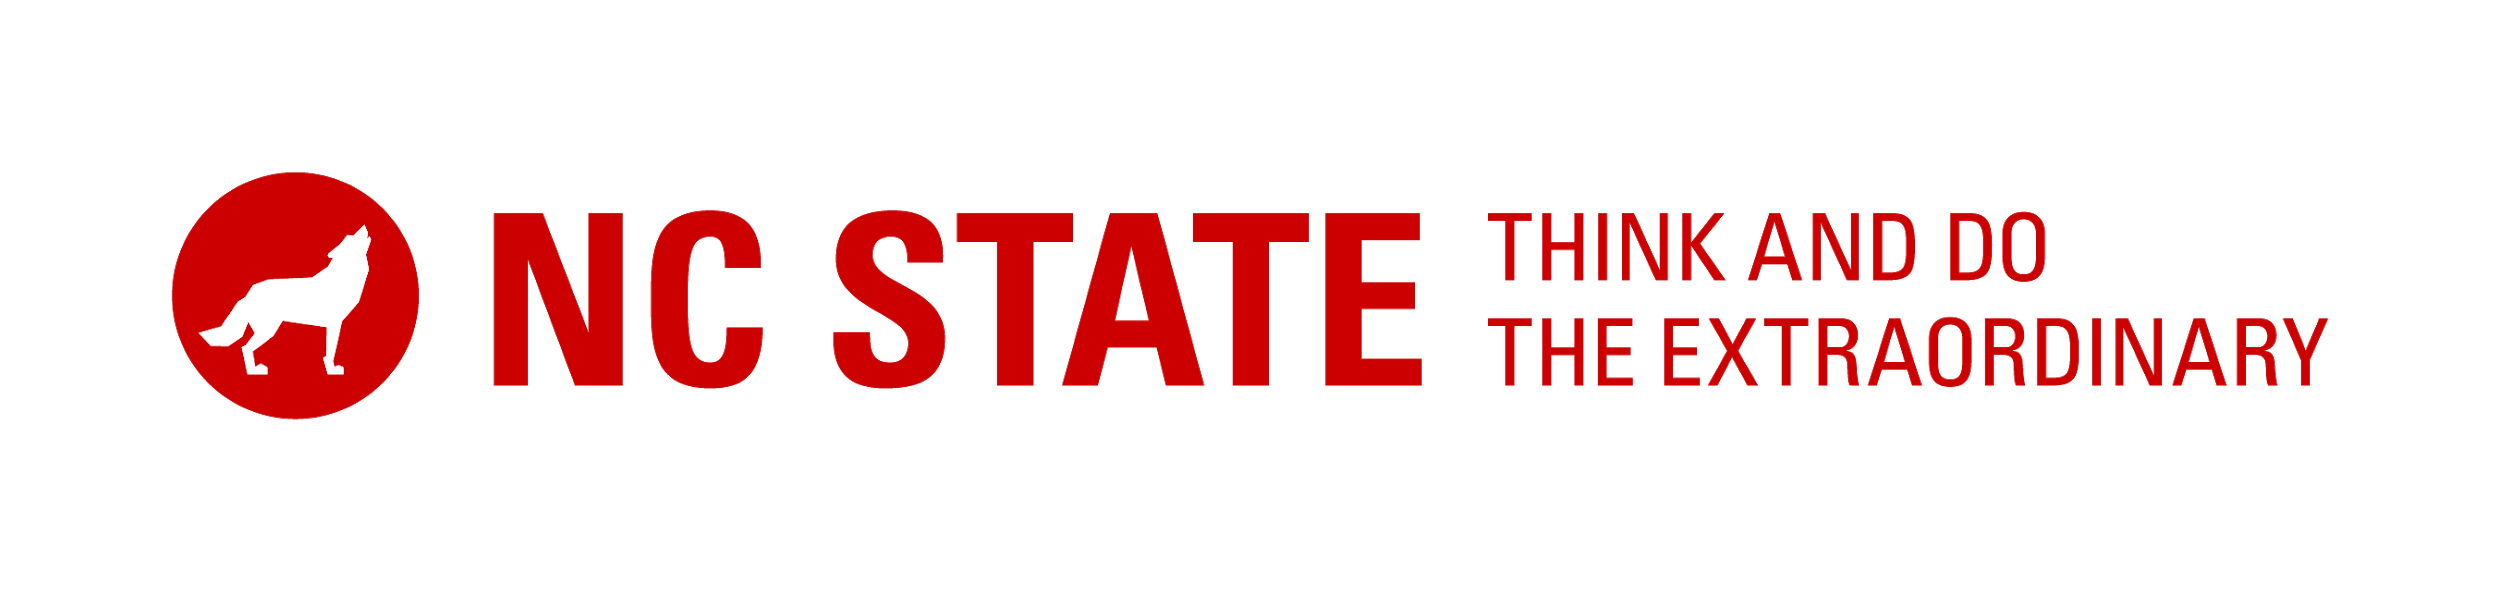 NC STATE
THINK AND DO
THE EXTRAORDINARY